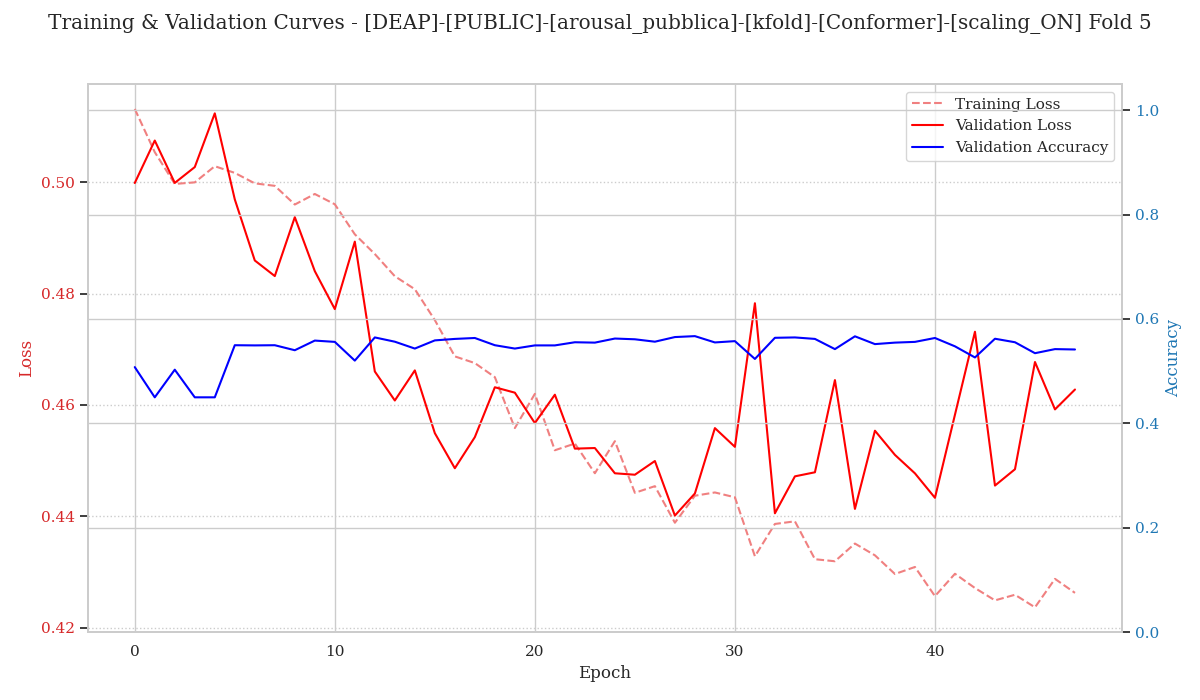 Training & Validation Curves - [DEAP]-[PUBLIC]-[arousal_pubblica]-[kfold]-[Conformer]-[scaling_ON] Fold 5
Training Loss
Validation Loss
Validation Accuracy
Loss
0.50
0.48
0.46
0.44
0.42
1.0
0.8
0.6
0.4
0.2
0.0
Accuracy
0
10
20
30
40
Epoch